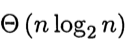 Θ (n log₂ n)